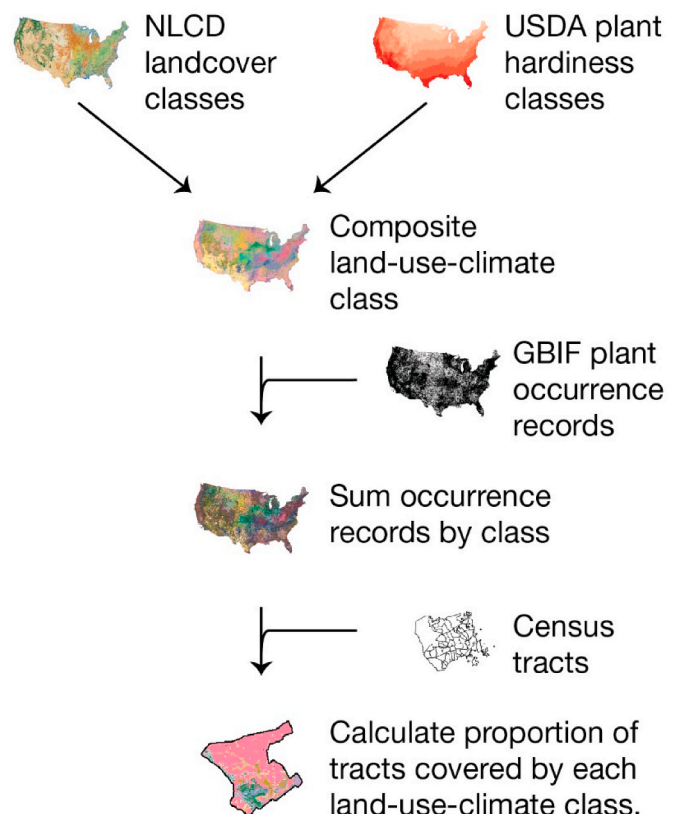 NLCD
landcover
classes
USDA plant
hardiness
classes
Composite
land-use-climate
class
GBIF plant
occurrence
records
Sum occurrence
records by class
Census
tracts
Calculate proportion of
tracts covered by each
land-use-climate class.